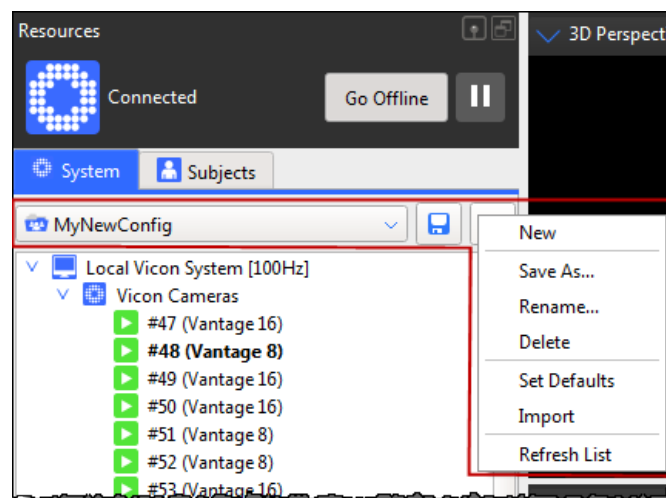 Resources
3D Perspect
Connected
Go Offline
System
Subjects
MyNewConfig
New
Save As...
Rename...
Delete
Set Defaults
Import
Refresh List
Local Vicon System [100Hz]
Vicon Cameras
#47 (Vantage 16)
#48 (Vantage 8)
#49 (Vantage 16)
#50 (Vantage 16)
#51 (Vantage 8)
#52 (Vantage 8)
#53 (Vantage 16)